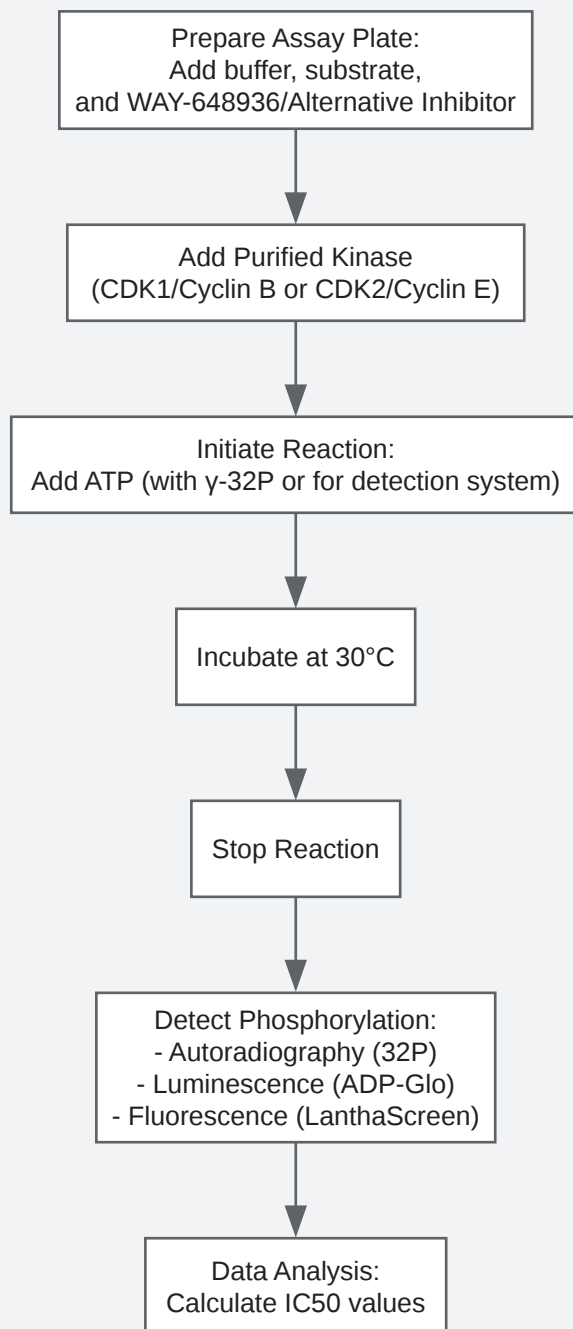 Prepare Assay Plate:
Add buffer, substrate,
and WAY-648936/Alternative Inhibitor
Add Purified Kinase
(CDK1/Cyclin B or CDK2/Cyclin E)
Initiate Reaction:
Add ATP (with γ-32P or for detection system)
Incubate at 30°C
Stop Reaction
Detect Phosphorylation:
- Autoradiography (32P)
- Luminescence (ADP-Glo)
- Fluorescence (LanthaScreen)
Data Analysis:
Calculate IC50 values